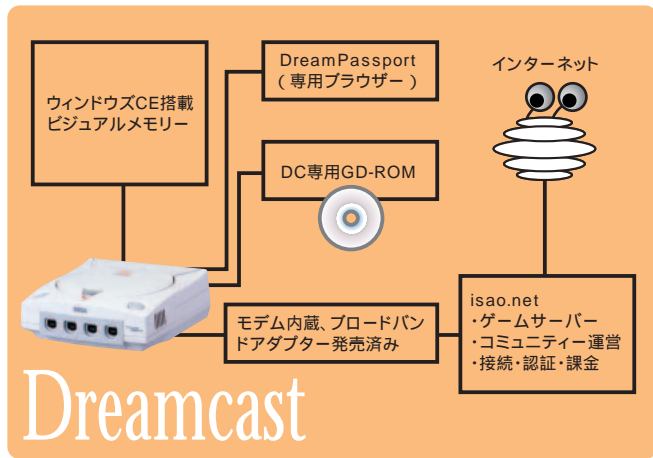 ウィンドウズCE搭載
ビジュアルメモリー
DreamPassport
(専用ブラウザー)
インターネット
DC専用GD-ROM
モデム内蔵、ブロードバン
ドアダプター発売済み
isao.net
・ゲームサーバー
・コミュニティー運営
・接続・認証・課金
Dreamcast